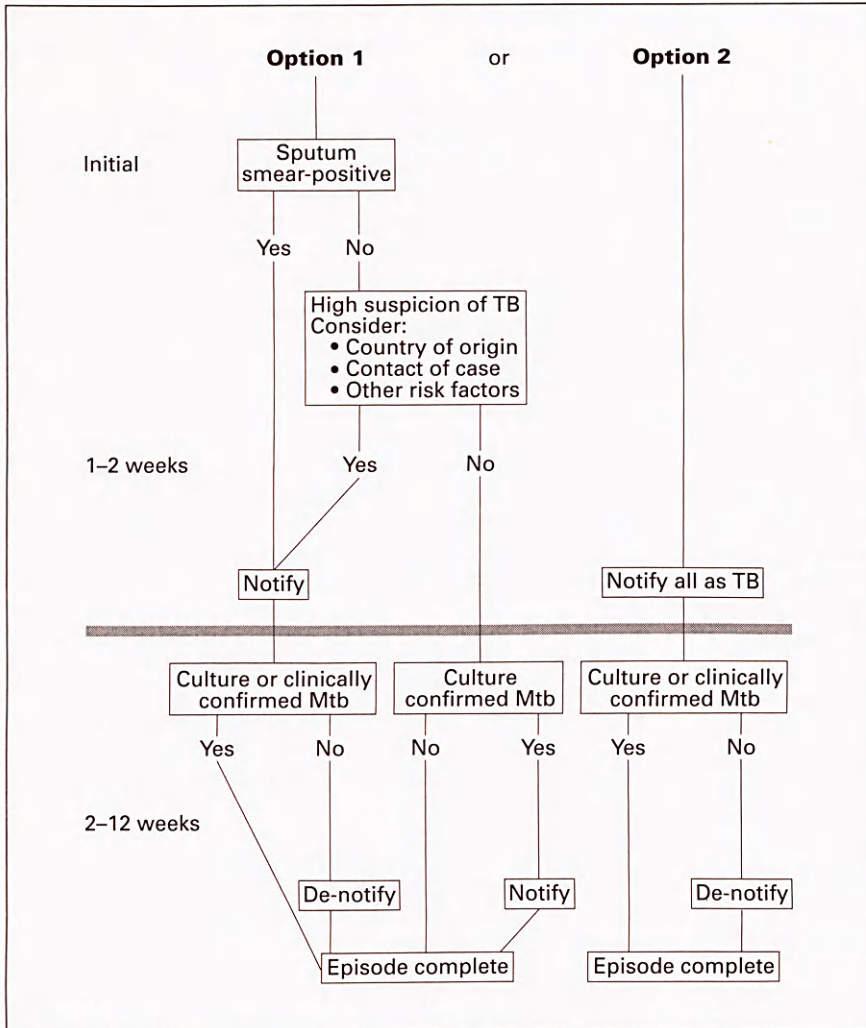 Option 1 or Option 2
Initial
Sputum
smear-positive
Yes No
High suspicion of TB
Consider:
• Country of origin
• Contact of case
• Other risk factors
1–2 weeks
Yes No
Notify
Notify all as TB
Culture or clinically
confirmed Mtb
Culture
confirmed Mtb
Culture or clinically
confirmed Mtb
Yes No No Yes Yes No
2–12 weeks
De-notify
Notify
De-notify
Episode complete
Episode complete